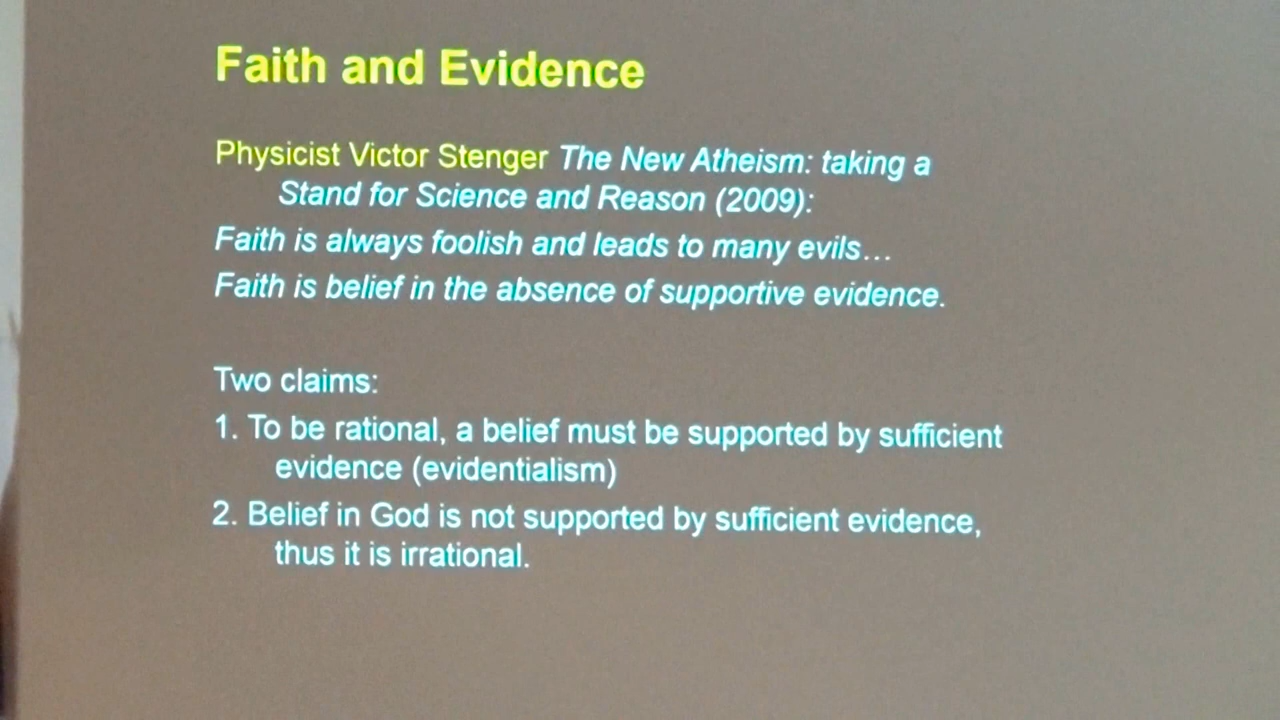 Faith and Evidence
Physicist Victor Stenger The New Atheism: taking a
Stand for Science and Reason (2009):
Faith is always foolish and leads to many evils…
Faith is belief in the absence of supportive evidence.
Two claims:
1. To be rational, a belief must be supported by sufficient
evidence (evidentialism)
2. Belief in God is not supported by sufficient evidence,
thus it is irrational.